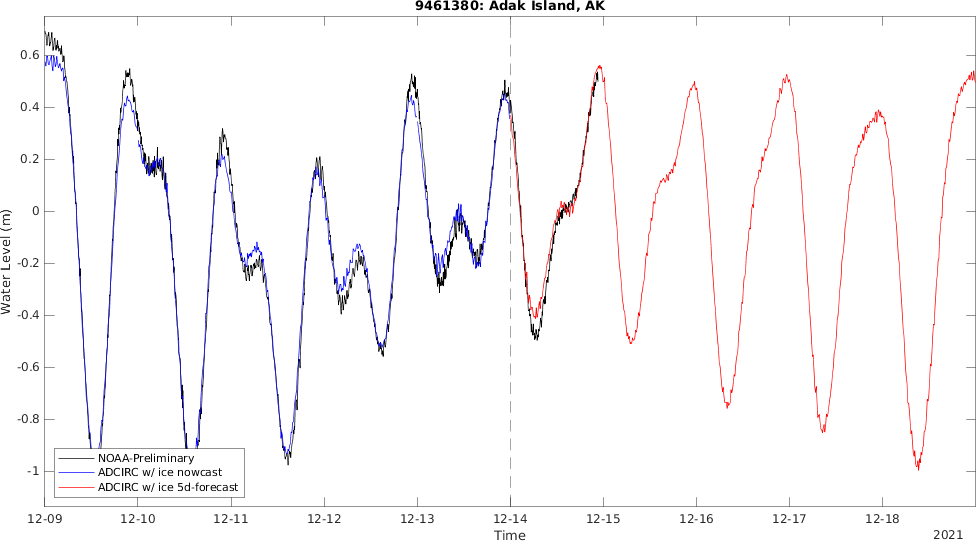 9461380: Adak Island, AK
Water Level (m)
0.6
0.4
0.2
0
-0.2
-0.4
-0.6
-0.8
-1
NOAA-Preliminary
ADCIRC w/ ice nowcast
ADCIRC w/ ice 5d-forecast
12-09 12-10 12-11 12-12 12-13 12-14 12-15 12-16 12-17 12-18
Time
2021